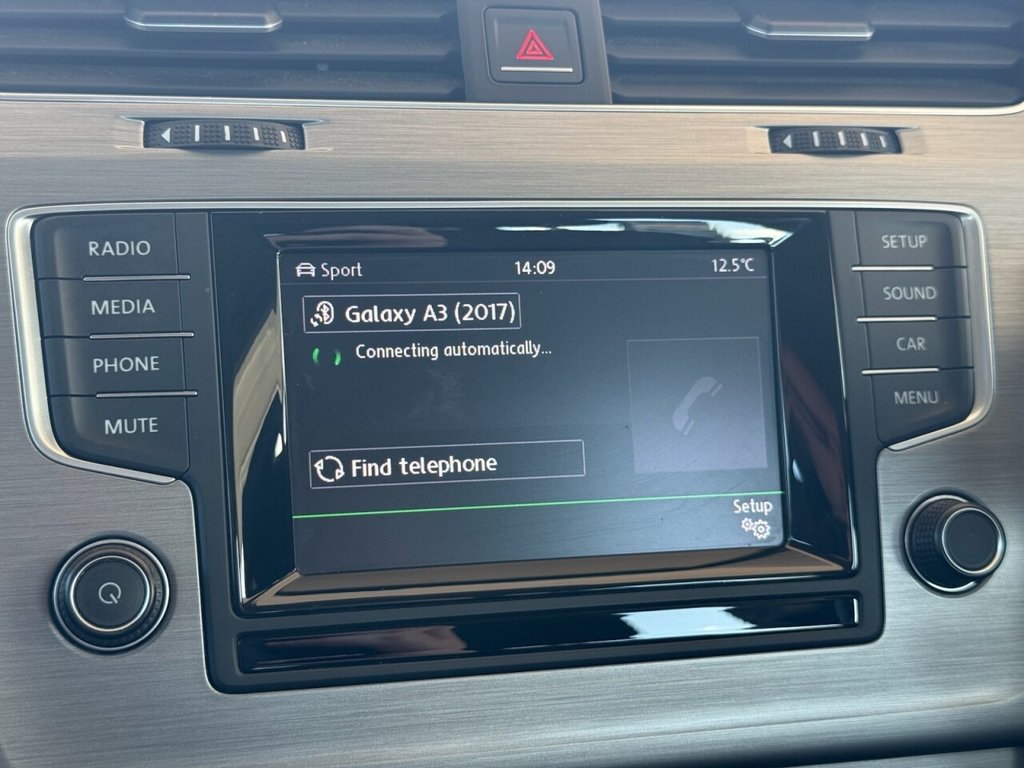 RADIO
MEDIA
PHONE
MUTE
Sport 14:09 12.5°C
Galaxy A3 (2017)
Connecting automatically...
Find telephone
Setup
SETUP
SOUND
CAR
MENU